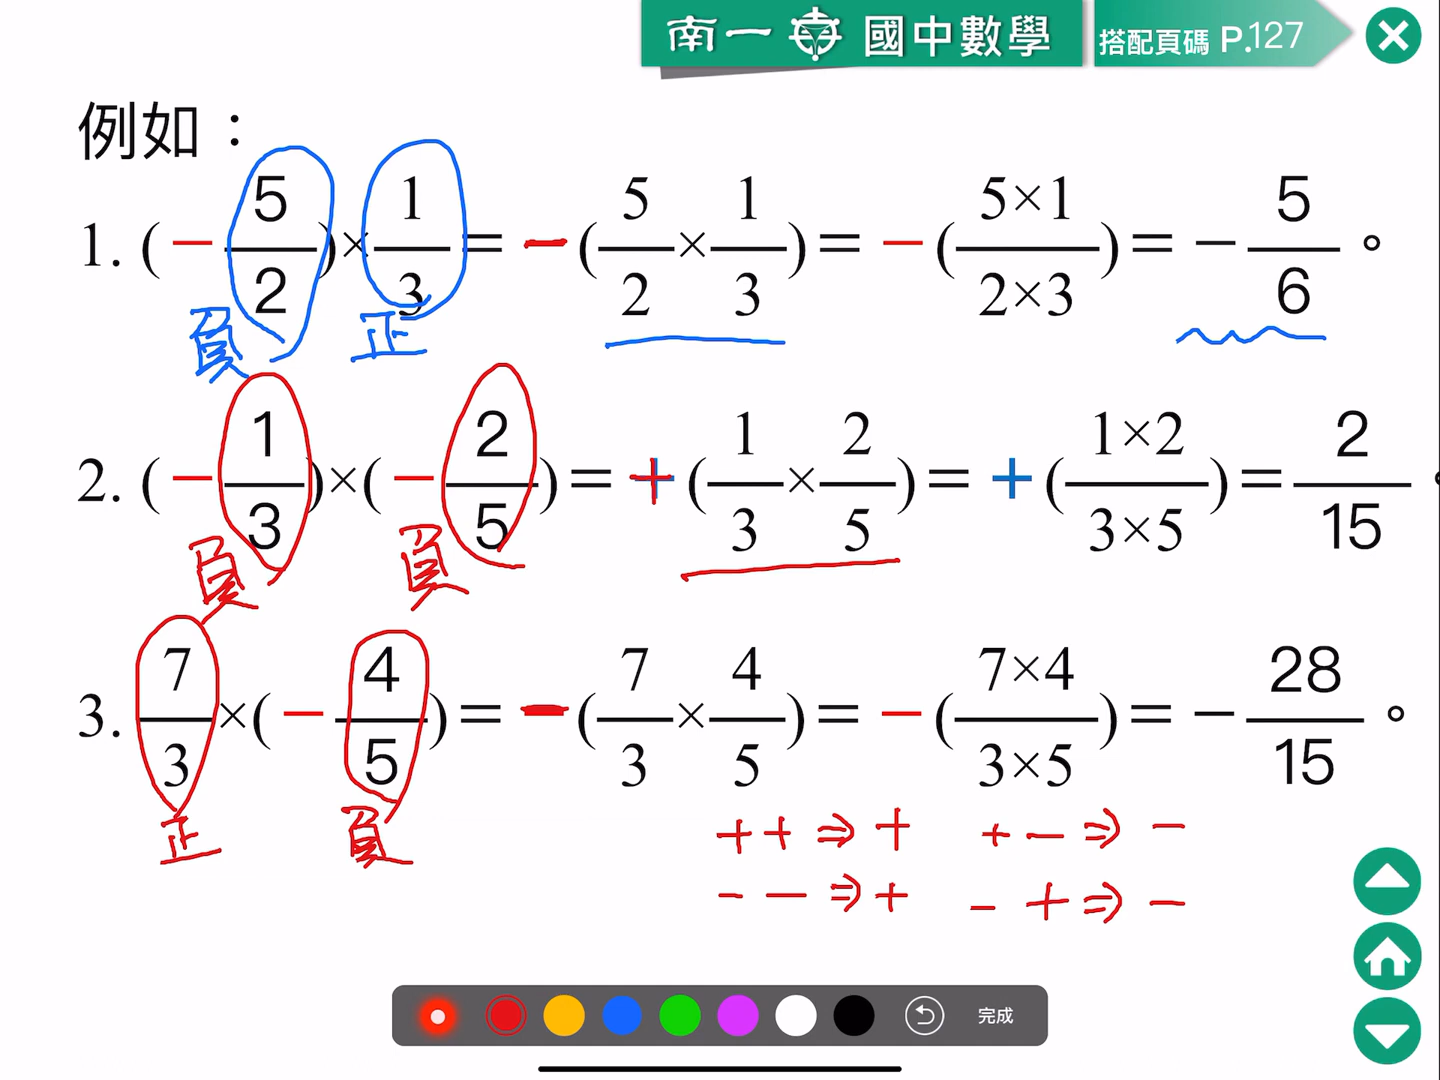 南一 國中數學 搭配頁碼 P.127
例如：
1. (－5/2)×1/3＝－(5/2×1/3)＝－(5×1/2×3)＝－5/6。
負 正
2. (－1/3)×(－2/5)＝＋(1/3×2/5)＝＋(1×2/3×5)＝2/15。
負 負
3. 7/3×(－4/5)＝－(7/3×4/5)＝－(7×4/3×5)＝－28/15。
正 負
＋＋⇒＋ ＋－⇒－
－－⇒＋ －＋⇒－
完成